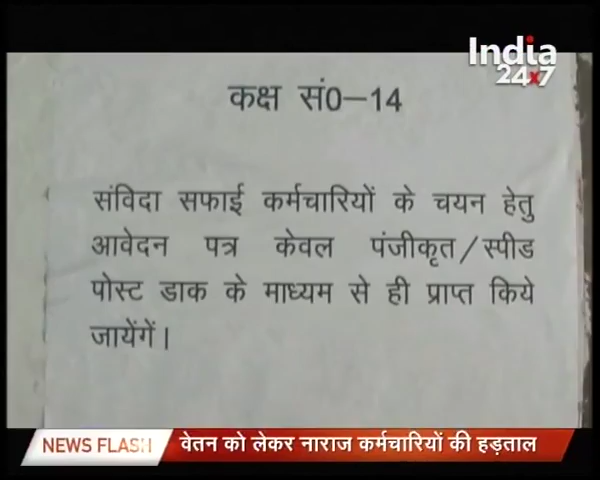 India
24x7
कक्ष सं0–14
संविदा सफाई कर्मचारियों के चयन हेतु
आवेदन पत्र केवल पंजीकृत/स्पीड
पोस्ट डाक के माध्यम से ही प्राप्त किये
जायेंगें।
NEWS FLASH वेतन को लेकर नाराज कर्मचारियों की हड़ताल